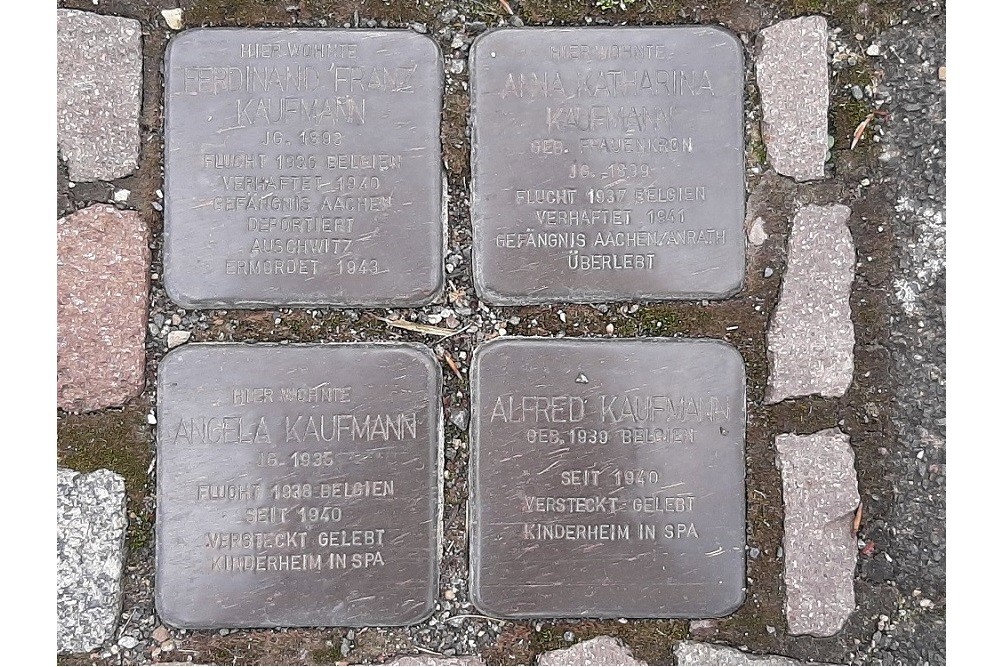 HIER WOHNTE
FERDINAND 'FRANZ'
KAUFMANN
JG. 1898
FLUCHT 1936 BELGIEN
VERHAFTET 1940
GEFÄNGNIS AACHEN
DEPORTIERT
AUSCHWITZ
ERMORDET 1943
HIER WOHNTE
ANNA KATHARINA
KAUFMANN
GEB. FRAUENKRON
JG. 1909
FLUCHT 1937 BELGIEN
VERHAFTET 1941
GEFÄNGNIS AACHEN/ANRATH
ÜBERLEBT
HIER WOHNTE
ANGELA KAUFMANN
JG. 1935
FLUCHT 1938 BELGIEN
SEIT 1940
VERSTECKT GELEBT
KINDERHEIM IN SPA
ALFRED KAUFMANN
GEB. 1939 BELGIEN
SEIT 1940
VERSTECKT GELEBT
KINDERHEIM IN SPA